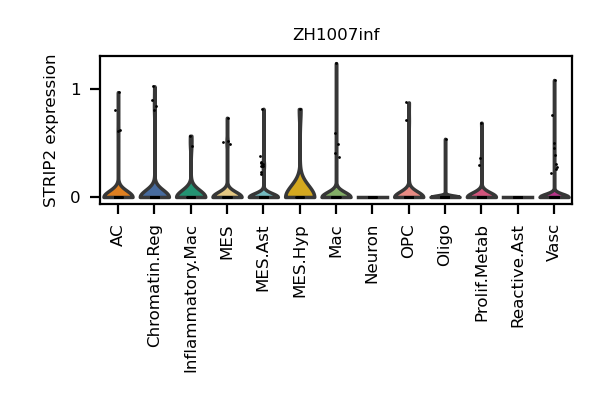 ZH1007inf
STRIP2 expression
1
0
AC
Chromatin.Reg
Inflammatory.Mac
MES
MES.Ast
MES.Hyp
Mac
Neuron
OPC
Oligo
Prolif.Metab
Reactive.Ast
Vasc